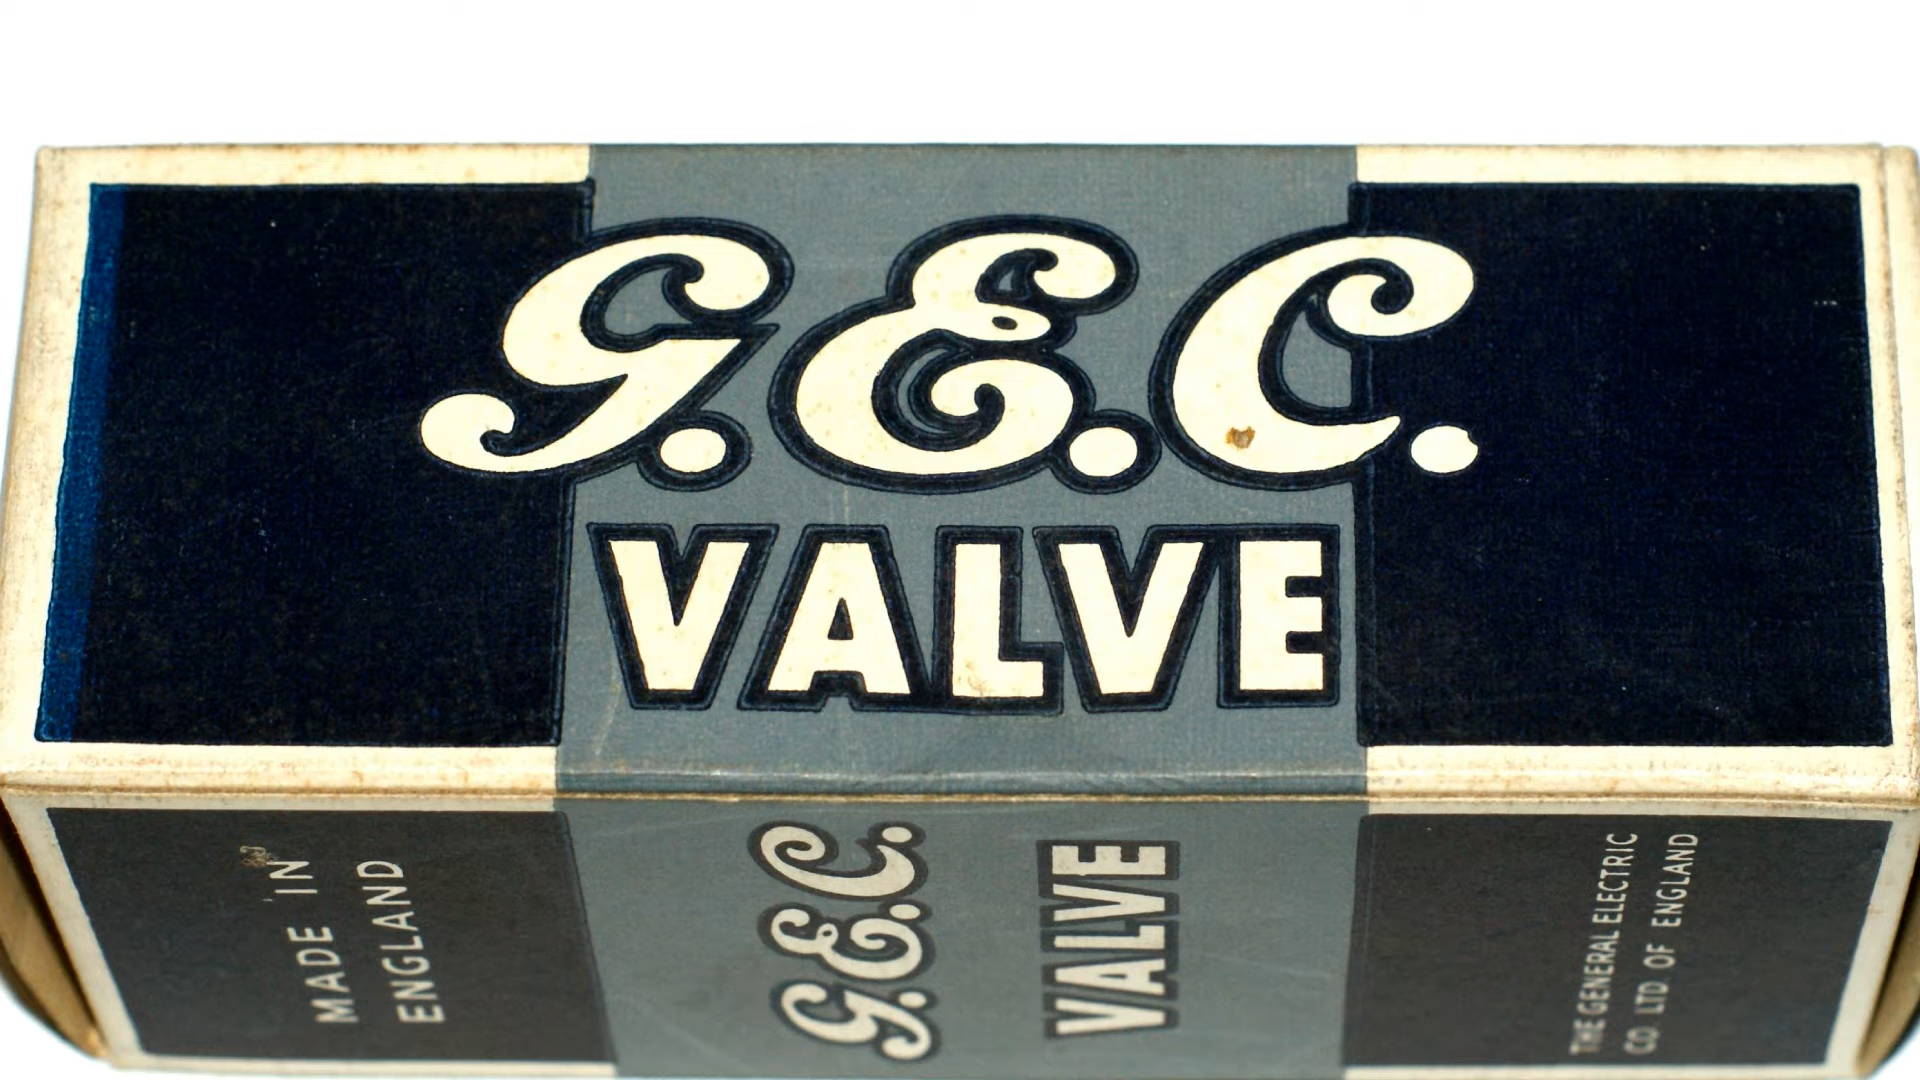 G.E.C.
VALVE
MADE IN
ENGLAND
G.E.C.
VALVE
THE GENERAL ELECTRIC
CO LTD. OF ENGLAND